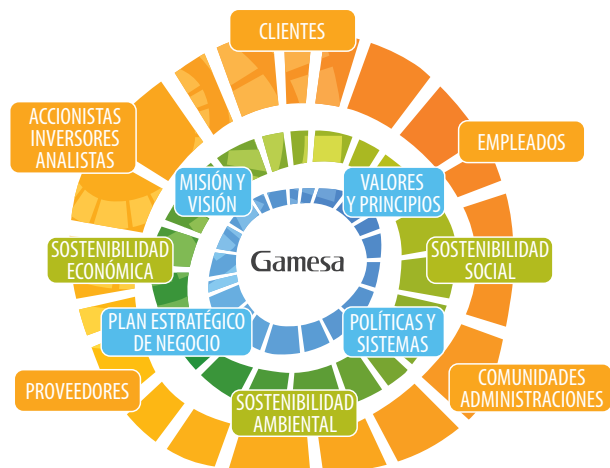 CLIENTES
ACCIONISTAS
INVERSORES
ANALISTAS
EMPLEADOS
MISIÓN Y
VISIÓN
VALORES
Y PRINCIPIOS
SOSTENIBILIDAD
ECONÓMICA
Gamesa
SOSTENIBILIDAD
SOCIAL
PLAN ESTRATÉGICO
DE NEGOCIO
POLÍTICAS Y
SISTEMAS
PROVEEDORES
SOSTENIBILIDAD
AMBIENTAL
COMUNIDADES
ADMINISTRACIONES